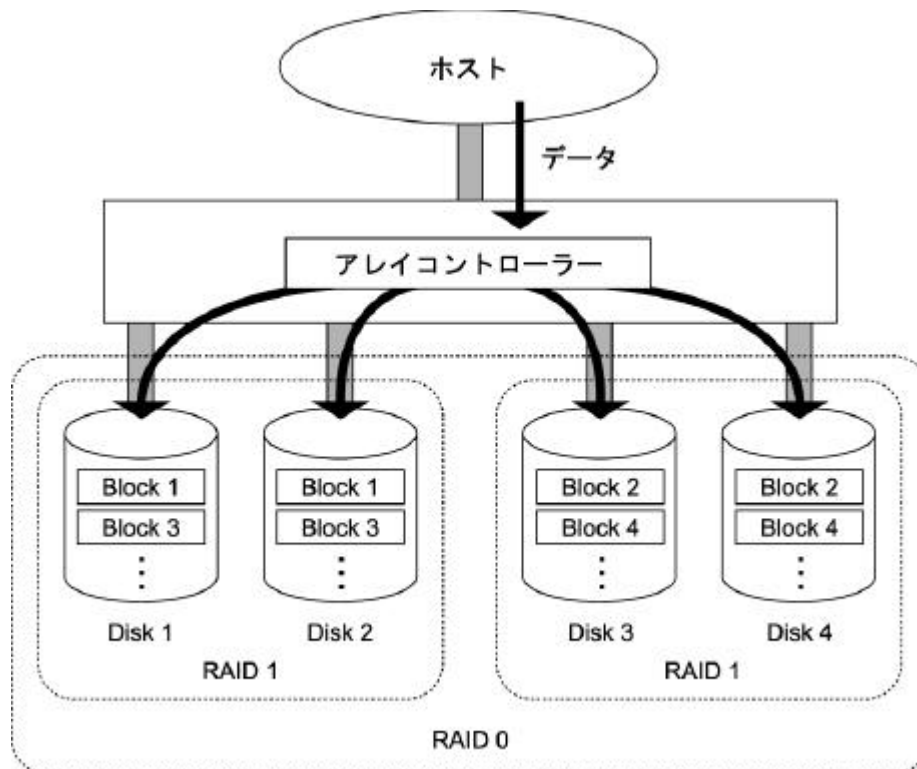 ホスト
データ
アレイコントローラー
Block 1
Block 1
Block 2
Block 2
Block 3
Block 3
Block 4
Block 4
Disk 1
Disk 2
Disk 3
Disk 4
RAID 1
RAID 1
RAID 0